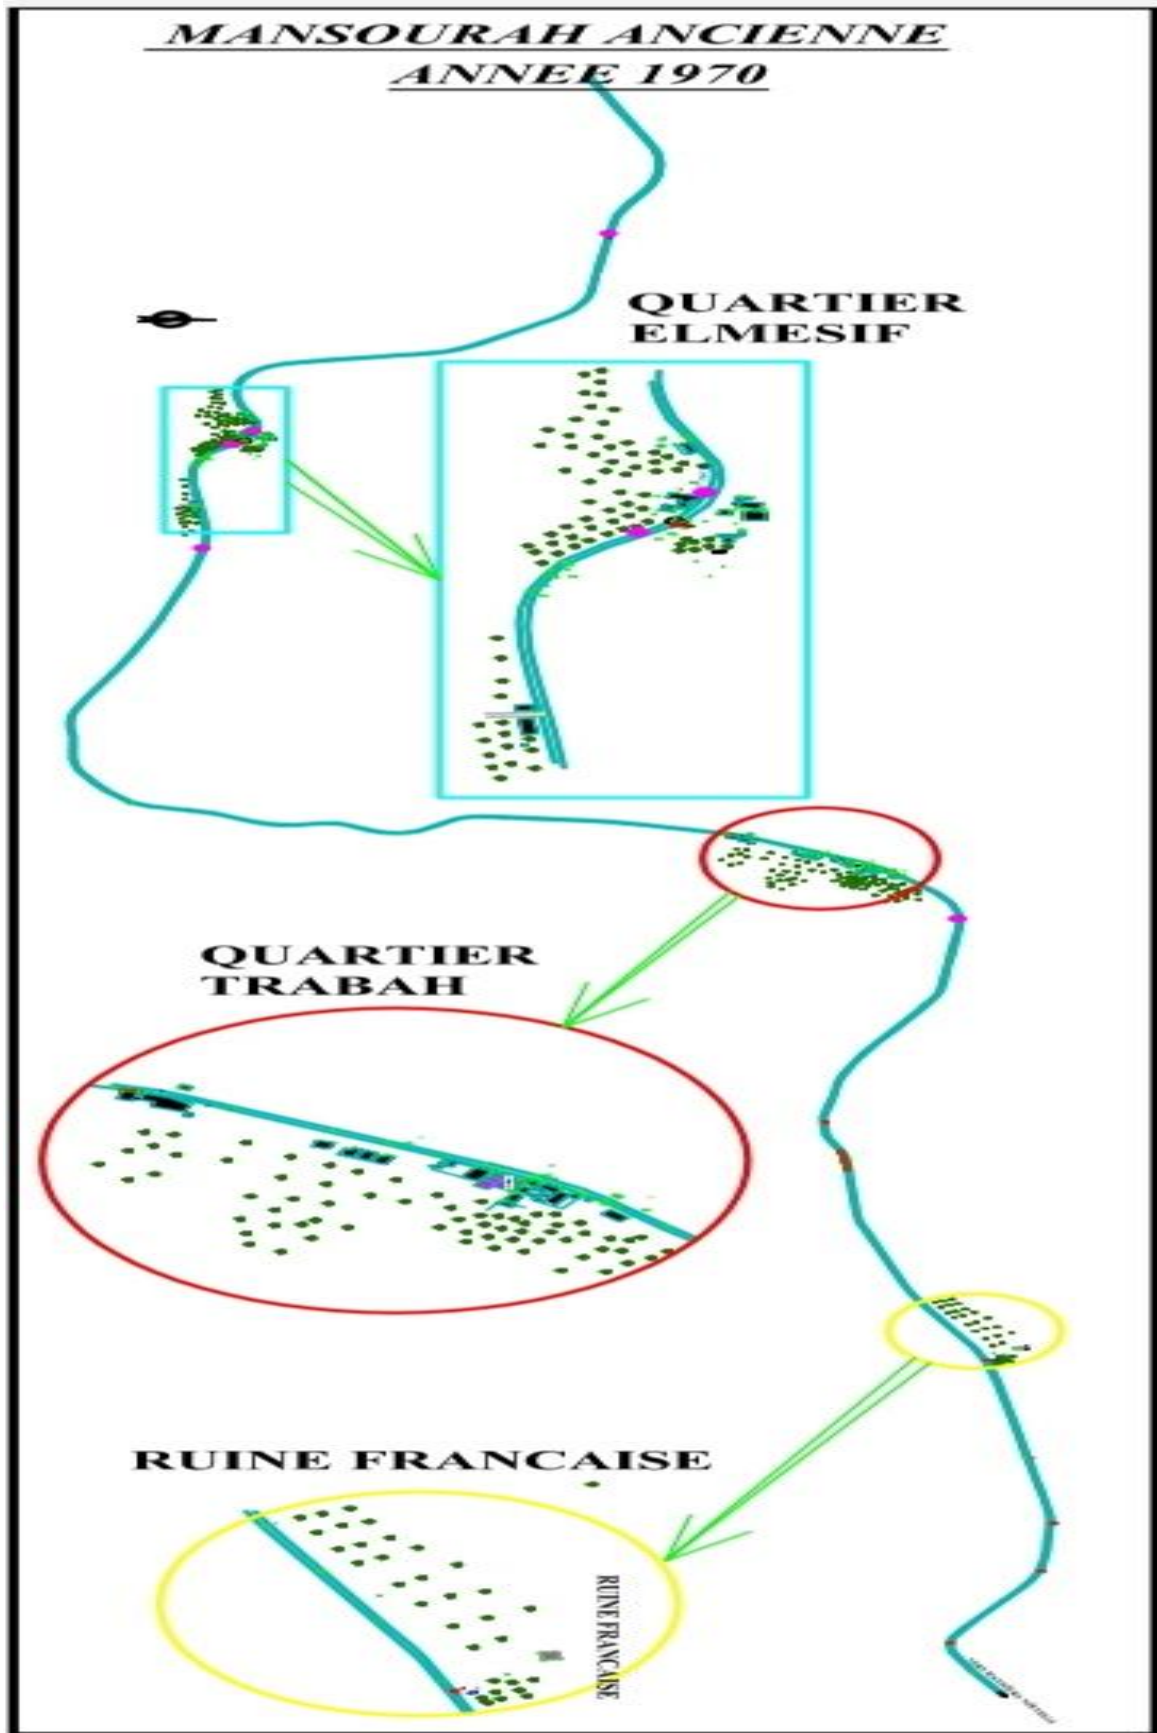 MANSOURAH ANCIENNE
ANNEE 1970
QUARTIER
ELMESIF
QUARTIER
TRABAH
RUINE FRANCAISE
RUINE FRANCAISE